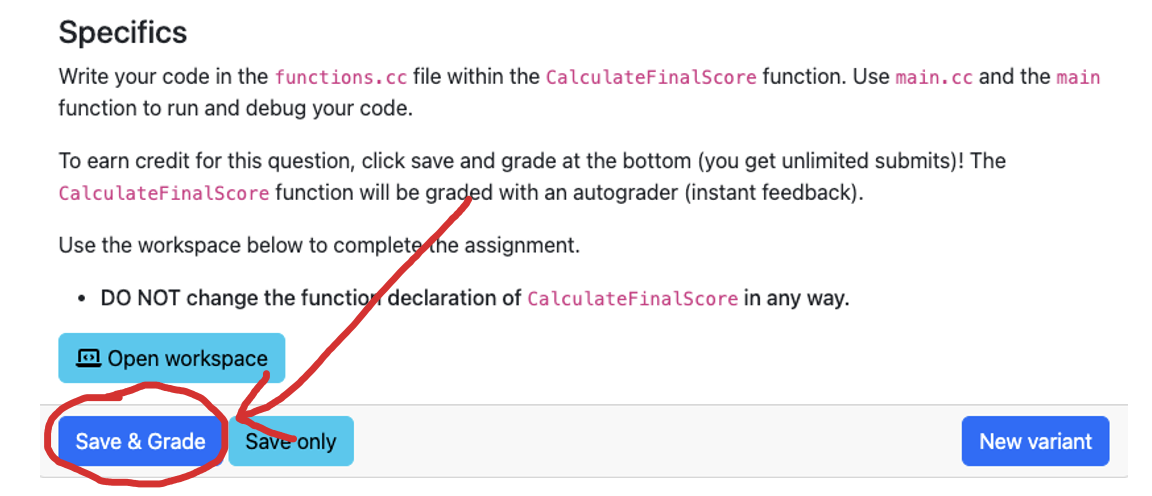 Specifics
Write your code in the functions.cc file within the CalculateFinalScore function. Use main.cc and the main
function to run and debug your code.
To earn credit for this question, click save and grade at the bottom (you get unlimited submits)! The
CalculateFinalScore function will be graded with an autograder (instant feedback).
Use the workspace below to complete the assignment.
• DO NOT change the function declaration of CalculateFinalScore in any way.
Open workspace
Save & Grade Save only New variant